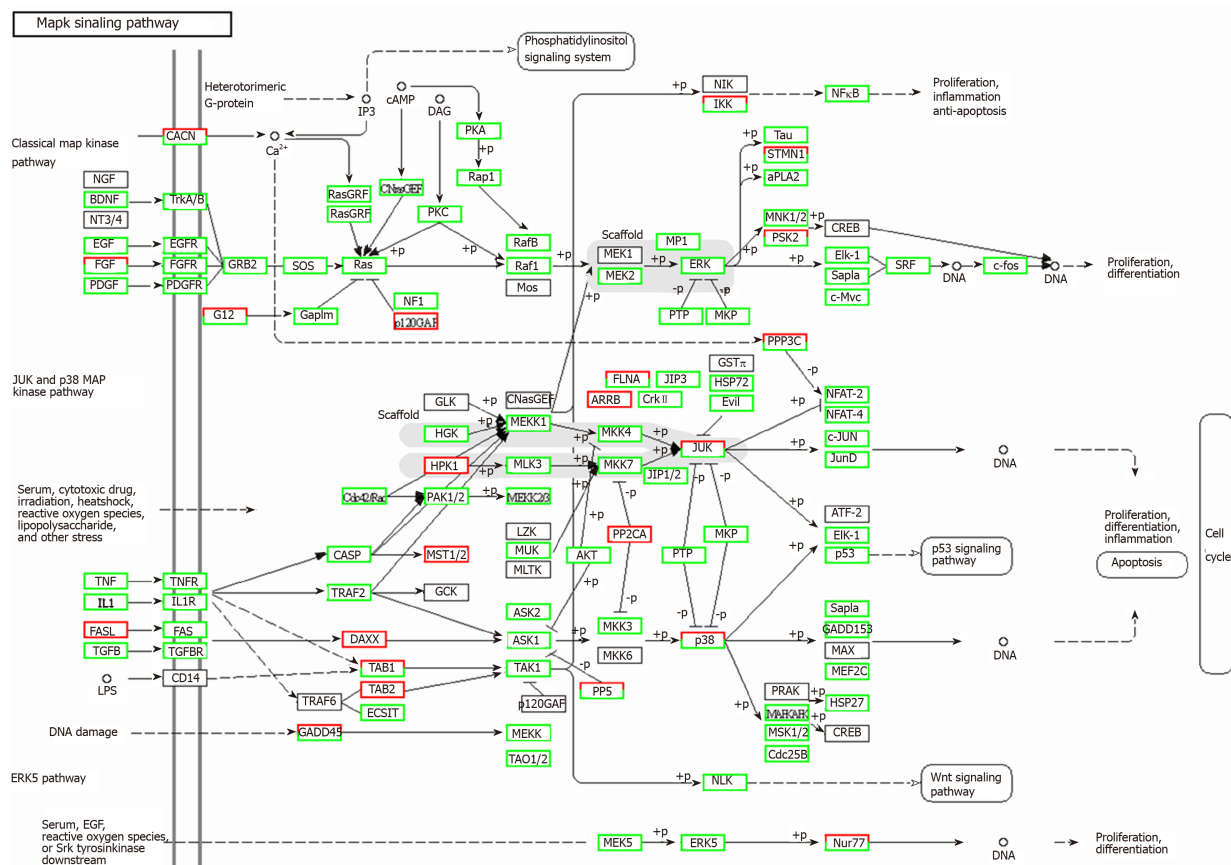 Mapk sinaling pathway
Phosphatidylinositol
signaling system
Heterotorimeric
G-protein
IP3
cAMP
DAG
NIK
IKK
+p
NFκB
Proliferation,
inflammation
anti-apoptosis
Classical map kinase
pathway
CACN
Ca2+
PKA
+p
Rap1
Tau
STMN1
aPLA2
+p
+p
NGF
BDNF
NT3/4
TrkA/B
RasGRF
RasGRF
CNasGEF
PKC
EGF
EGFR
FGF
FGFR
PDGF
PDGFR
GRB2
SOS
Ras
+p
+p
RafB
Raf1
Mos
+p
Scaffold
MEK1
MEK2
+p
MP1
ERK
+p
+p
MNK1/2
PSK2
+p
CREB
Elk-1
Sapla
c-Mvc
SRF
DNA
c-fos
DNA
Proliferation,
differentiation
G12
Gaplm
NF1
p120GAF
+p
-p
-p
PTP
MKP
PPP3C
-p
JUK and p38 MAP
kinase pathway
GLK
+p
CNasGEF
FLNA
JIP3
GSTπ
HSP72
ARRB
Crk II
Evil
NFAT-2
NFAT-4
+p
Scaffold
HGK
+p
MEKK1
+p
MKK4
+p
JUK
+p
c-JUN
JunD
DNA
HPK1
+p
MLK3
+p
MKK7
+p
JIP1/2
Serum, cytotoxic drug,
irradiation, heatshock,
reactive oxygen species,
lipopolysaccharide,
and other stress
Cdc42/Rac
PAK1/2
+p
MEKK2/3
-p
-p
-p
+p
ATF-2
Elk-1
p53
+p
LZK
MUK
MLTK
+p
AKT
PP2CA
PTP
MKP
p53 signaling
pathway
Proliferation,
differentiation,
inflammation
Apoptosis
Cell
cycle
CASP
MST1/2
TNF
TNFR
IL1
IL1R
TRAF2
GCK
+p
-p
-p
-p
FASL
FAS
TGFB
TGFBR
DAXX
ASK2
ASK1
+p
MKK3
MKK6
+p
p38
+p
Sapla
GADD153
MAX
MEF2C
DNA
LPS
CD14
TAB1
TAB2
TAK1
-p
PP5
TRAF6
ECSIT
p120GAF
+p
PRAK
+p
MAPKAPK
MSK1/2
+p
Cdc25B
HSP27
CREB
DNA damage
GADD45
MEKK
TAO1/2
ERK5 pathway
+p
NLK
Wnt signaling
pathway
Serum, EGF,
reactive oxygen species,
or Srk tyrosinkinase
downstream
MEK5
+p
ERK5
+p
Nur77
DNA
Proliferation,
differentiation